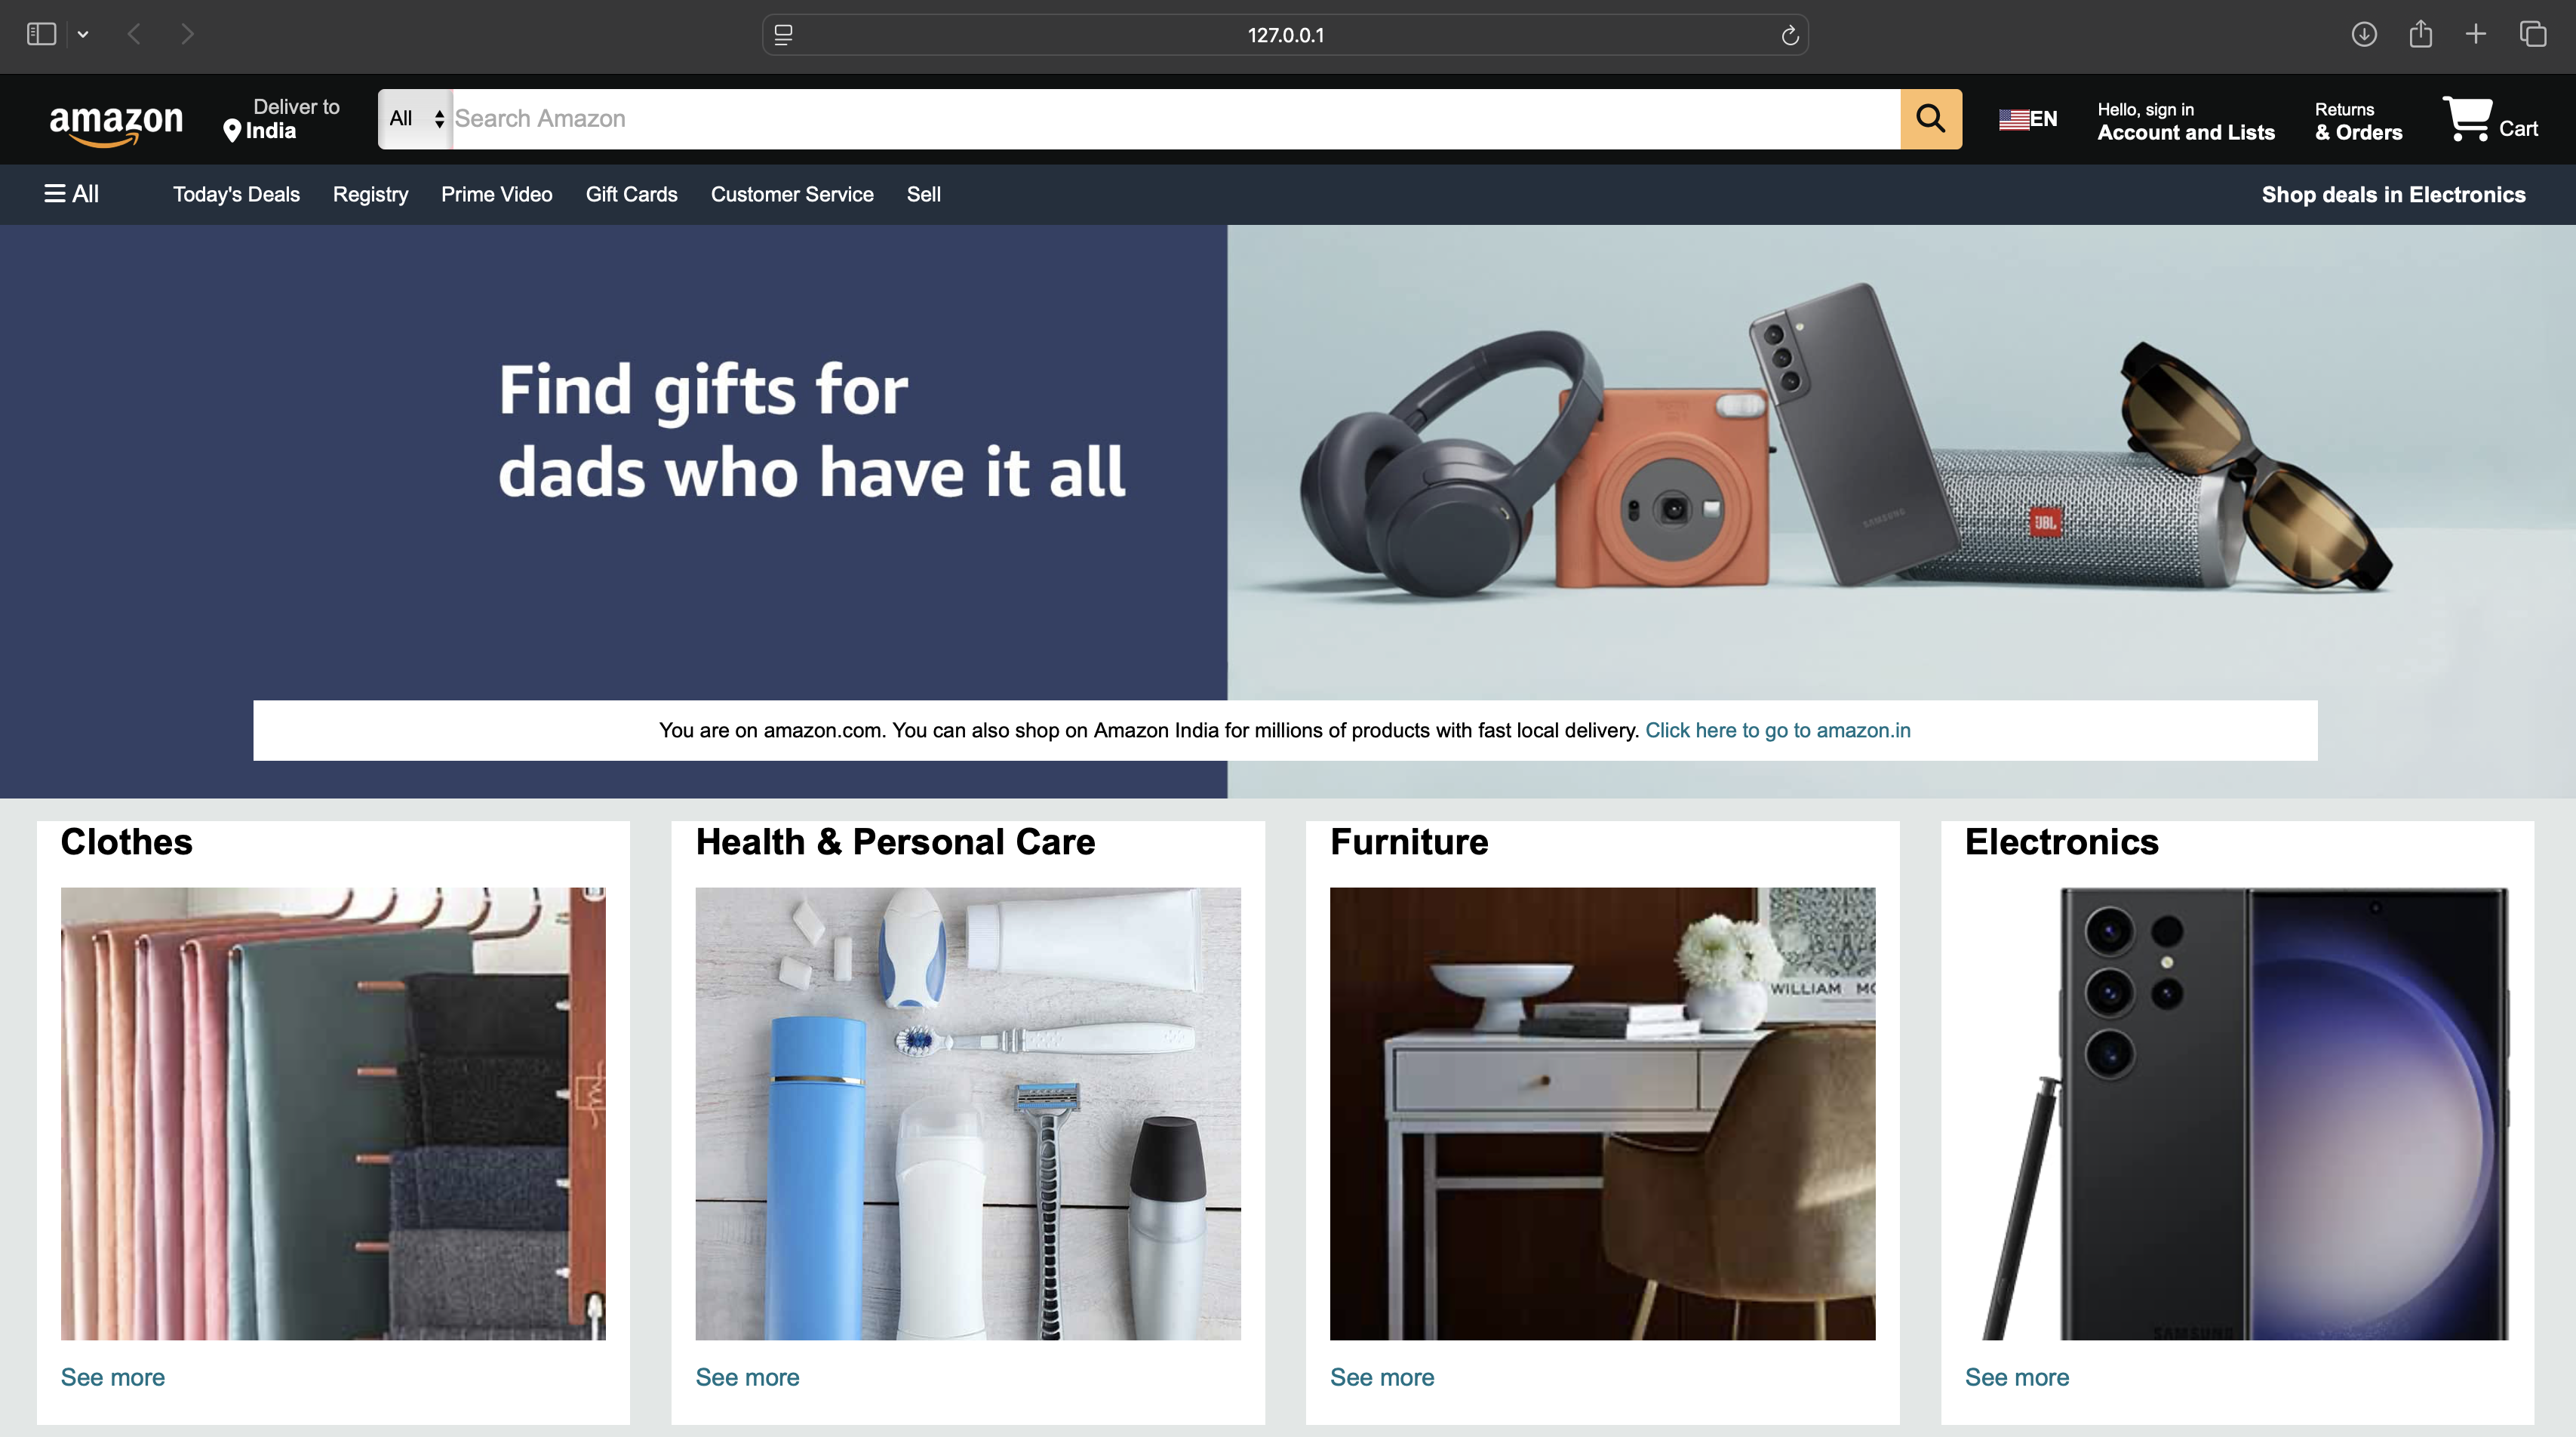 127.0.0.1
amazon
Deliver to
India
All
Search Amazon
EN
Hello, sign in
Account and Lists
Returns
& Orders
Cart
All
Today's Deals
Registry
Prime Video
Gift Cards
Customer Service
Sell
Shop deals in Electronics
Find gifts for
dads who have it all
SAMSUNG
JBL
You are on amazon.com. You can also shop on Amazon India for millions of products with fast local delivery. Click here to go to amazon.in
Clothes
Health & Personal Care
Furniture
Electronics
WILLIAM MO
SAMSUNG
See more
See more
See more
See more